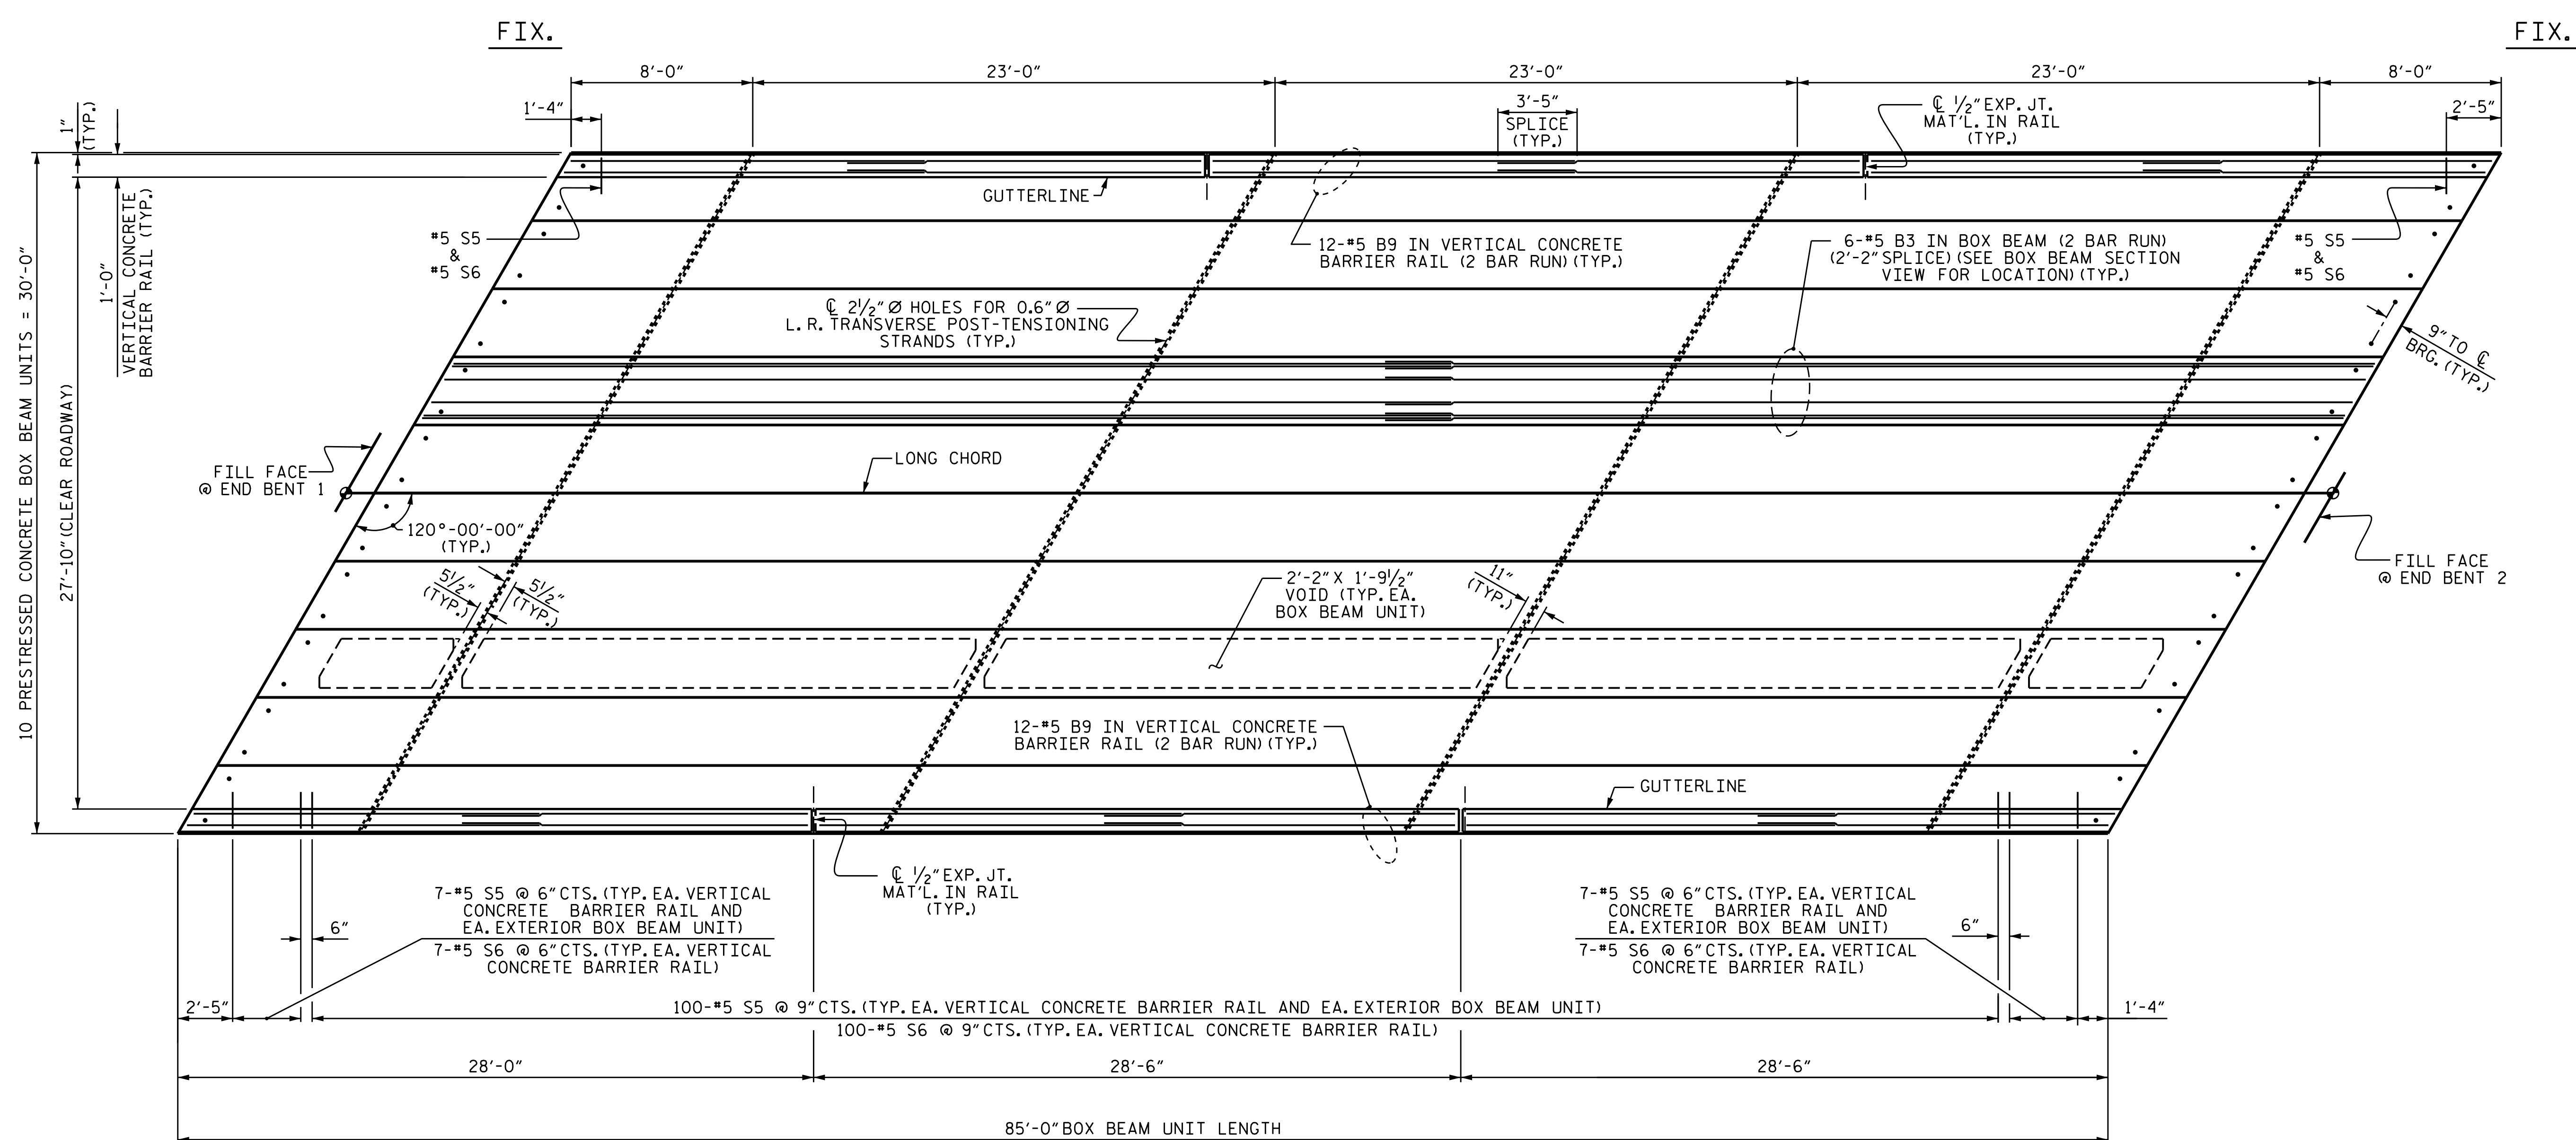 FIX.
FIX.
8'-0"
23'-0"
23'-0"
23'-0"
8'-0"
1'-4"
3'-5"
SPLICE
(TYP.)
℄ 1/2" EXP. JT.
MAT'L. IN RAIL
(TYP.)
2'-5"
1"
(TYP.)
1'-0"
VERTICAL CONCRETE
BARRIER RAIL (TYP.)
10 PRESTRESSED CONCRETE BOX BEAM UNITS = 30'-0"
27'-10" (CLEAR ROADWAY)
GUTTERLINE
#5 S5
&
#5 S6
12-#5 B9 IN VERTICAL CONCRETE
BARRIER RAIL (2 BAR RUN) (TYP.)
6-#5 B3 IN BOX BEAM (2 BAR RUN)
(2'-2" SPLICE) (SEE BOX BEAM SECTION
VIEW FOR LOCATION) (TYP.)
#5 S5
&
#5 S6
℄ 2 1/2" Ø HOLES FOR 0.6" Ø
L. R. TRANSVERSE POST-TENSIONING
STRANDS (TYP.)
9" TO ℄
BRG. (TYP.)
FILL FACE
@ END BENT 1
LONG CHORD
120°-00'-00"
(TYP.)
FILL FACE
@ END BENT 2
5 1/2"
(TYP.)
5 1/2"
(TYP.)
2'-2" X 1'-9 1/2"
VOID (TYP. EA.
BOX BEAM UNIT)
11"
(TYP.)
12-#5 B9 IN VERTICAL CONCRETE
BARRIER RAIL (2 BAR RUN) (TYP.)
GUTTERLINE
℄ 1/2" EXP. JT.
MAT'L. IN RAIL
(TYP.)
7-#5 S5 @ 6" CTS. (TYP. EA. VERTICAL
CONCRETE BARRIER RAIL AND
EA. EXTERIOR BOX BEAM UNIT)
7-#5 S6 @ 6" CTS. (TYP. EA. VERTICAL
CONCRETE BARRIER RAIL)
6"
7-#5 S5 @ 6" CTS. (TYP. EA. VERTICAL
CONCRETE BARRIER RAIL AND
EA. EXTERIOR BOX BEAM UNIT)
7-#5 S6 @ 6" CTS. (TYP. EA. VERTICAL
CONCRETE BARRIER RAIL)
6"
2'-5"
100-#5 S5 @ 9" CTS. (TYP. EA. VERTICAL CONCRETE BARRIER RAIL AND EA. EXTERIOR BOX BEAM UNIT)
100-#5 S6 @ 9" CTS. (TYP. EA. VERTICAL CONCRETE BARRIER RAIL)
1'-4"
28'-0"
28'-6"
28'-6"
85'-0" BOX BEAM UNIT LENGTH